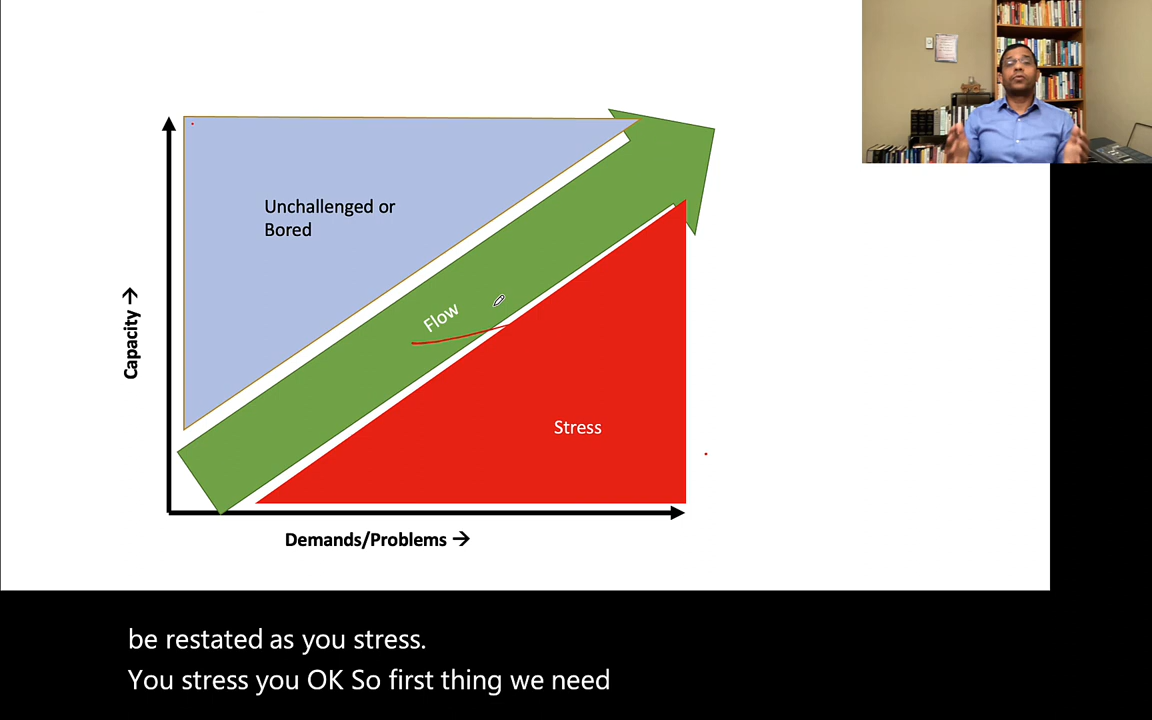 Unchallenged or
Bored
Capacity →
Flow
Stress
Demands/Problems →
be restated as you stress.
You stress you OK So first thing we need